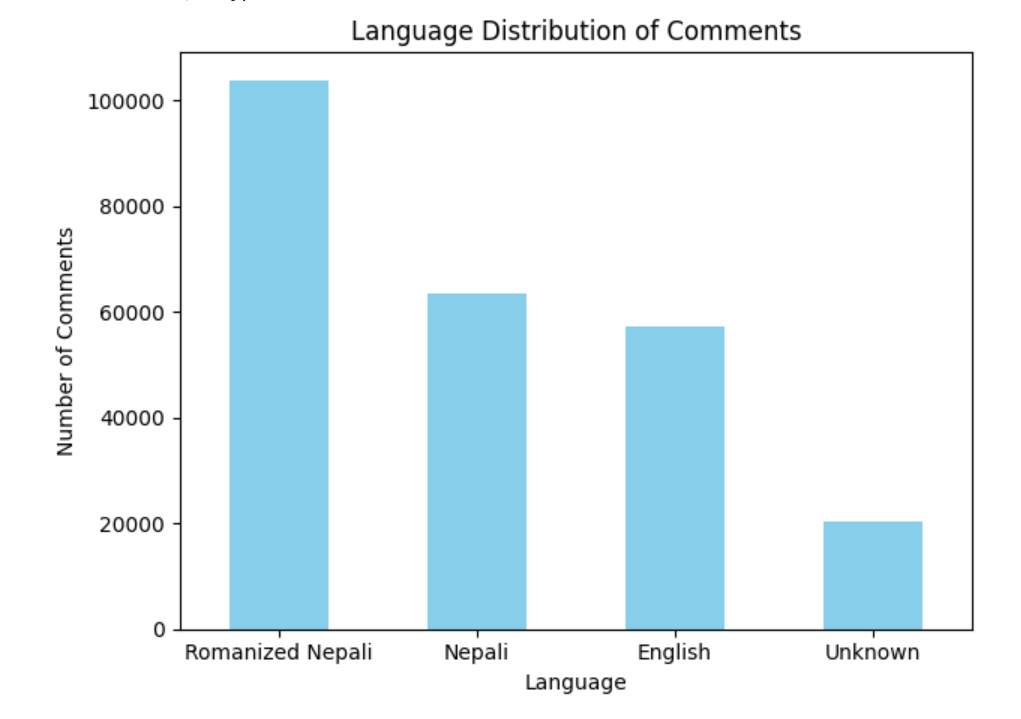 Language Distribution of Comments
100000
80000
60000
40000
20000
0
Number of Comments
Romanized Nepali Nepali English Unknown
Language